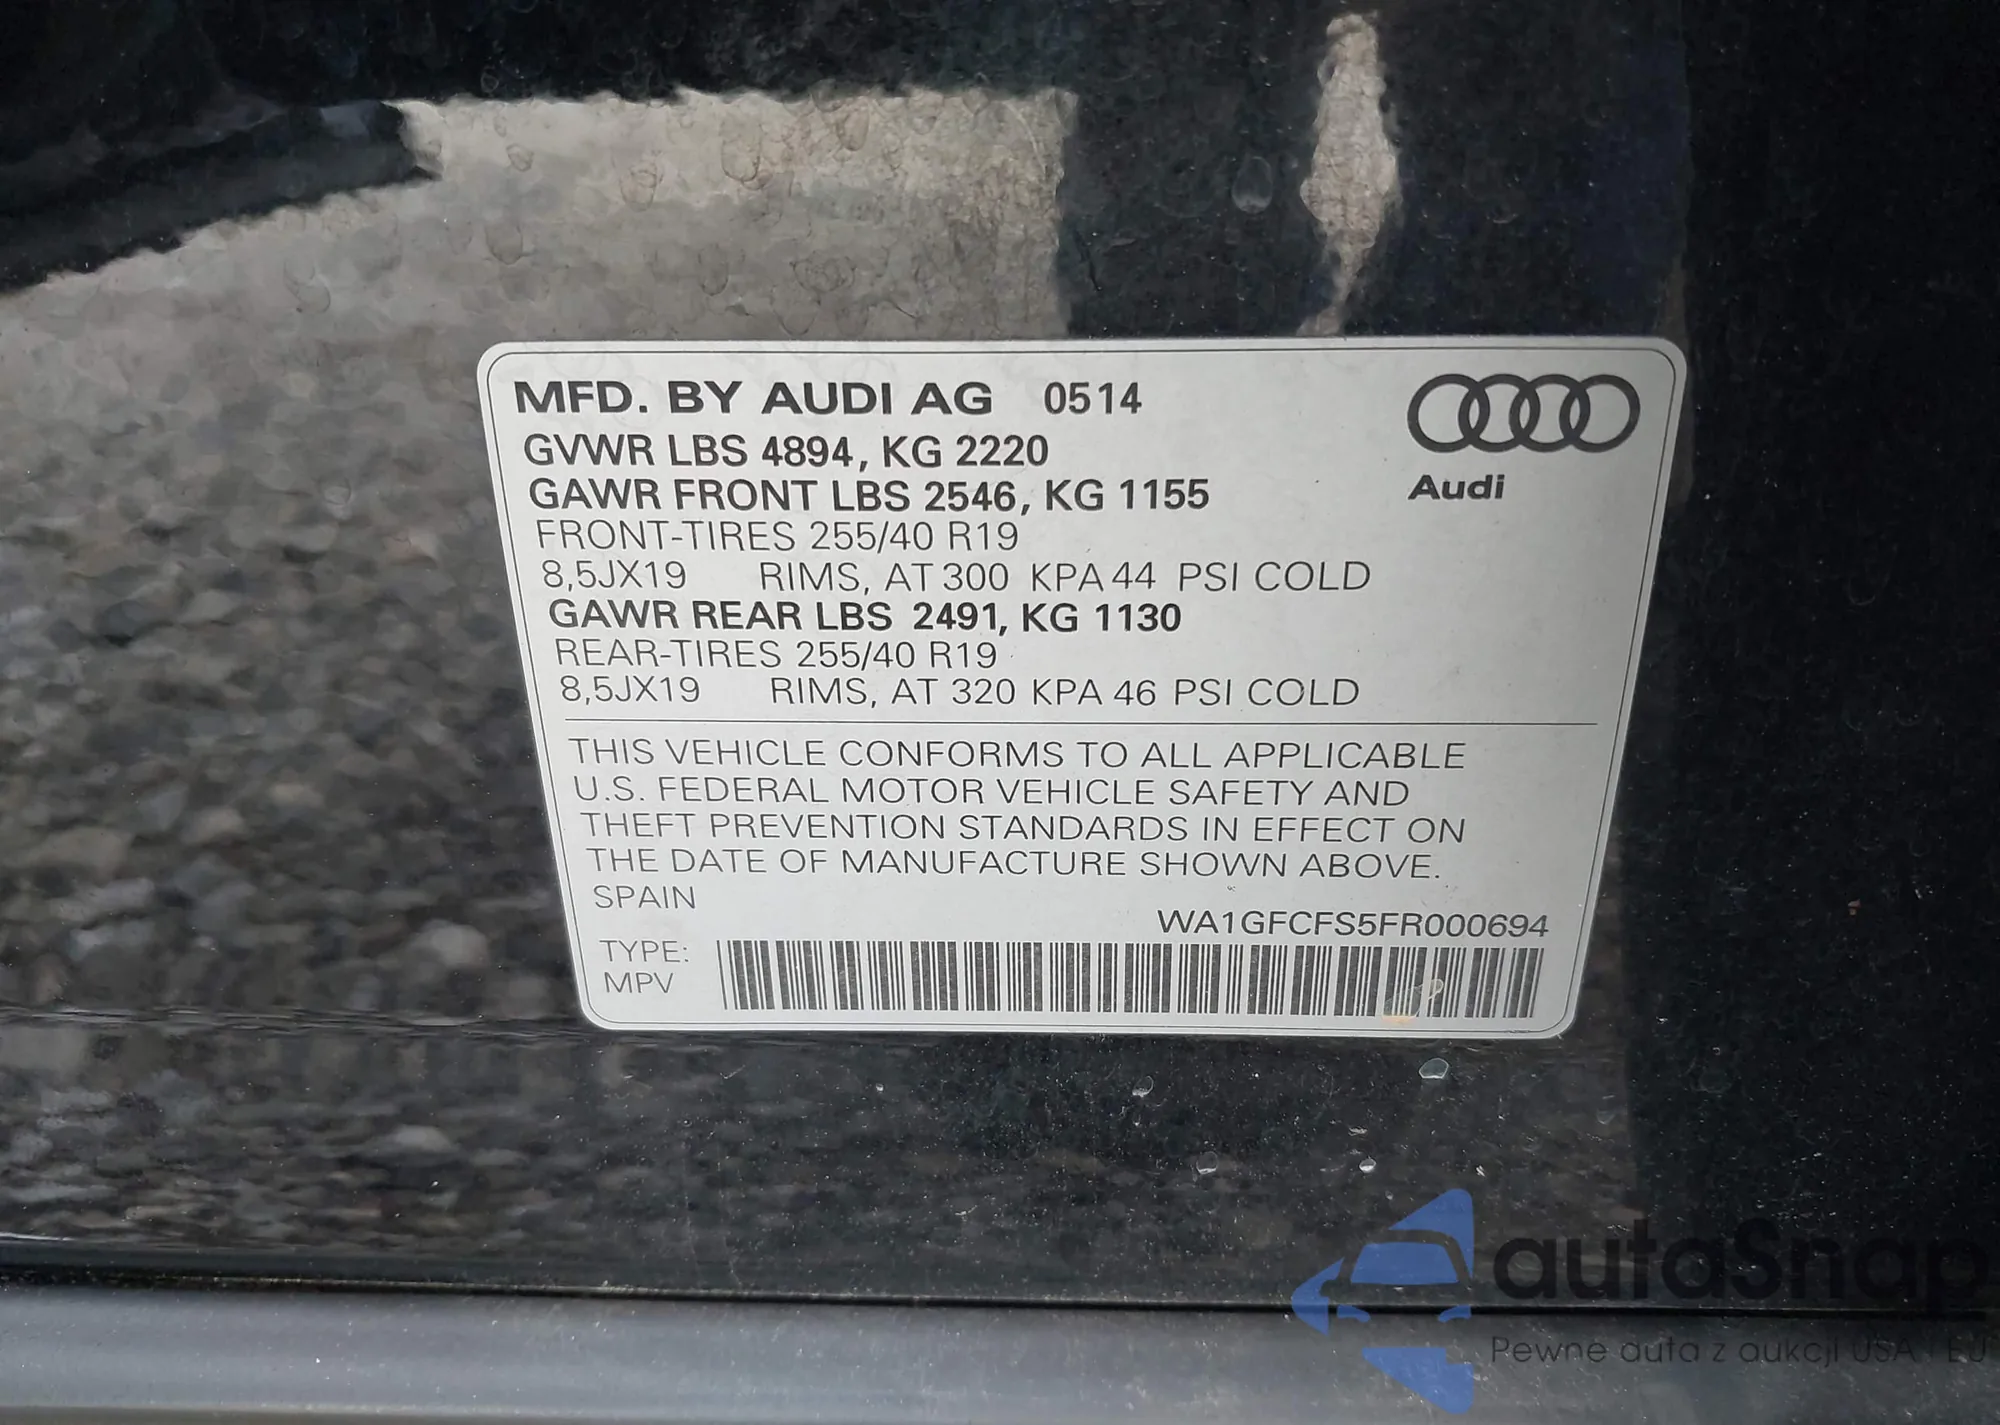 MFD. BY AUDI AG 0514
GVWR LBS 4894, KG 2220
GAWR FRONT LBS 2546, KG 1155
Audi
FRONT-TIRES 255/40 R19
8,5JX19 RIMS, AT 300 KPA 44 PSI COLD
GAWR REAR LBS 2491, KG 1130
REAR-TIRES 255/40 R19
8,5JX19 RIMS, AT 320 KPA 46 PSI COLD
THIS VEHICLE CONFORMS TO ALL APPLICABLE
U.S. FEDERAL MOTOR VEHICLE SAFETY AND
THEFT PREVENTION STANDARDS IN EFFECT ON
THE DATE OF MANUFACTURE SHOWN ABOVE.
SPAIN
WA1GFCFS5FR000694
TYPE:
MPV
autaSnap
Pewne auta z aukcji USA i EU